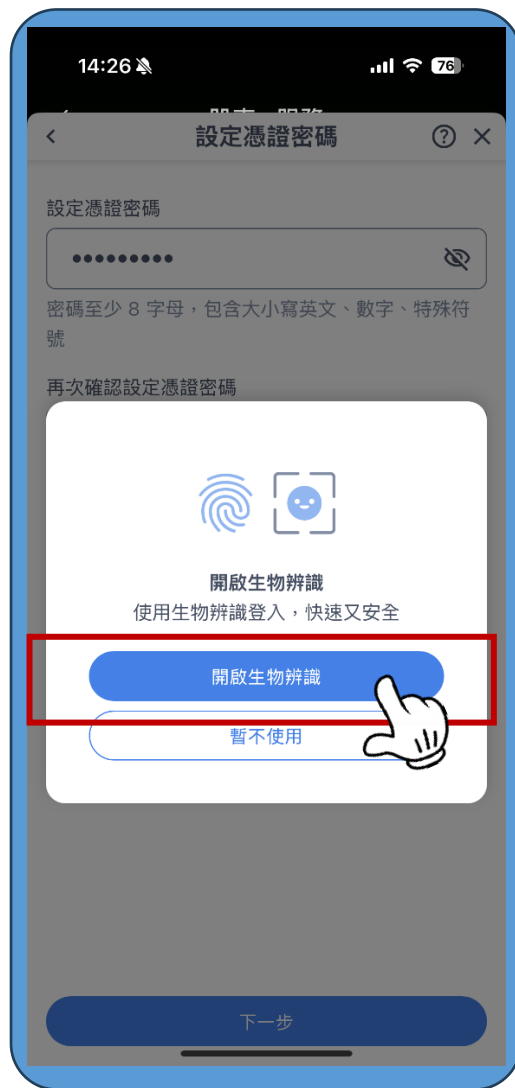 14:26
76
設定憑證密碼
設定憑證密碼
•••••••••
密碼至少 8 字母，包含大小寫英文、數字、特殊符
號
再次確認設定憑證密碼
開啟生物辨識
使用生物辨識登入，快速又安全
開啟生物辨識
暫不使用
下一步